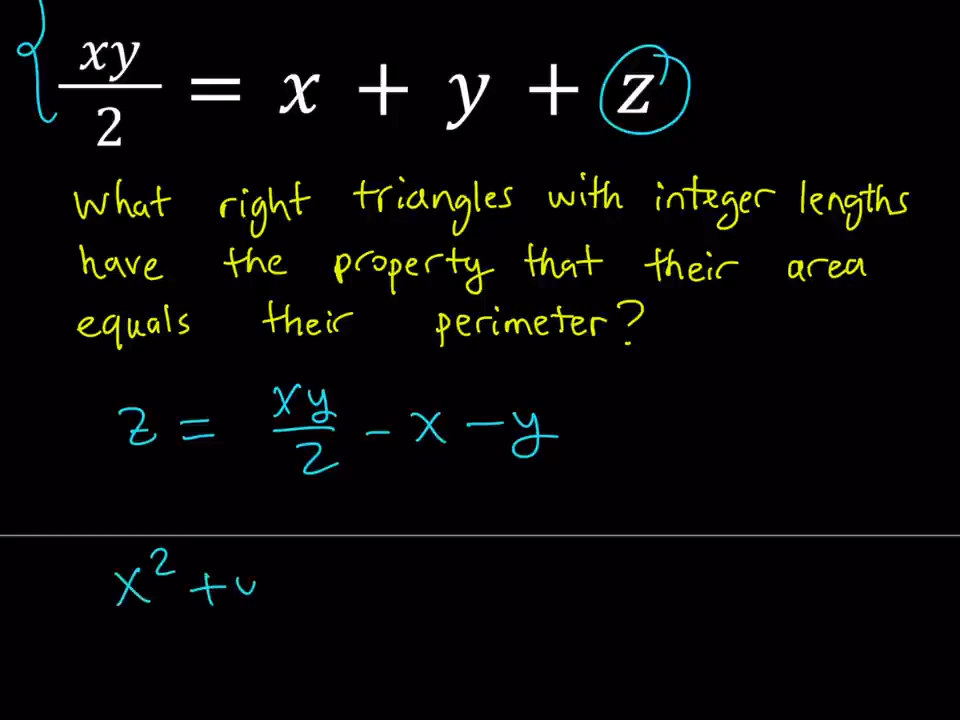 xy/2 = x + y + z
What right triangles with integer lengths
have the property that their area
equals their perimeter?
z = xy/2 - x - y
x² +